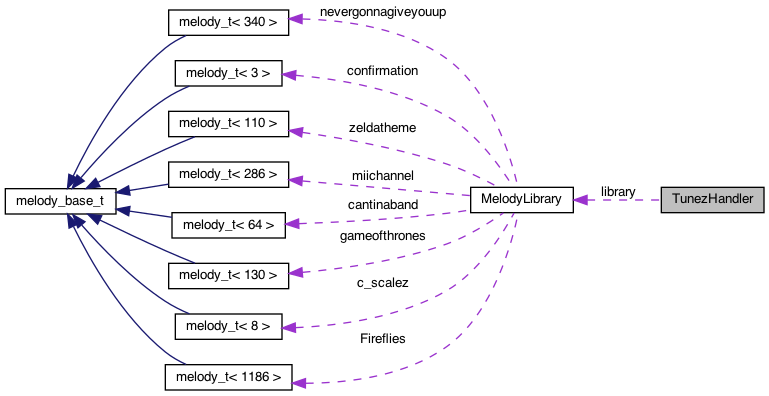 nevergonnagiveyouup
melody_t< 340 >
confirmation
melody_t< 3 >
melody_t< 110 >
zeldatheme
melody_t< 286 >
miichannel
melody_base_t
MelodyLibrary
library
TunezHandler
cantinaband
melody_t< 64 >
gameofthrones
melody_t< 130 >
c_scalez
melody_t< 8 >
Fireflies
melody_t< 1186 >